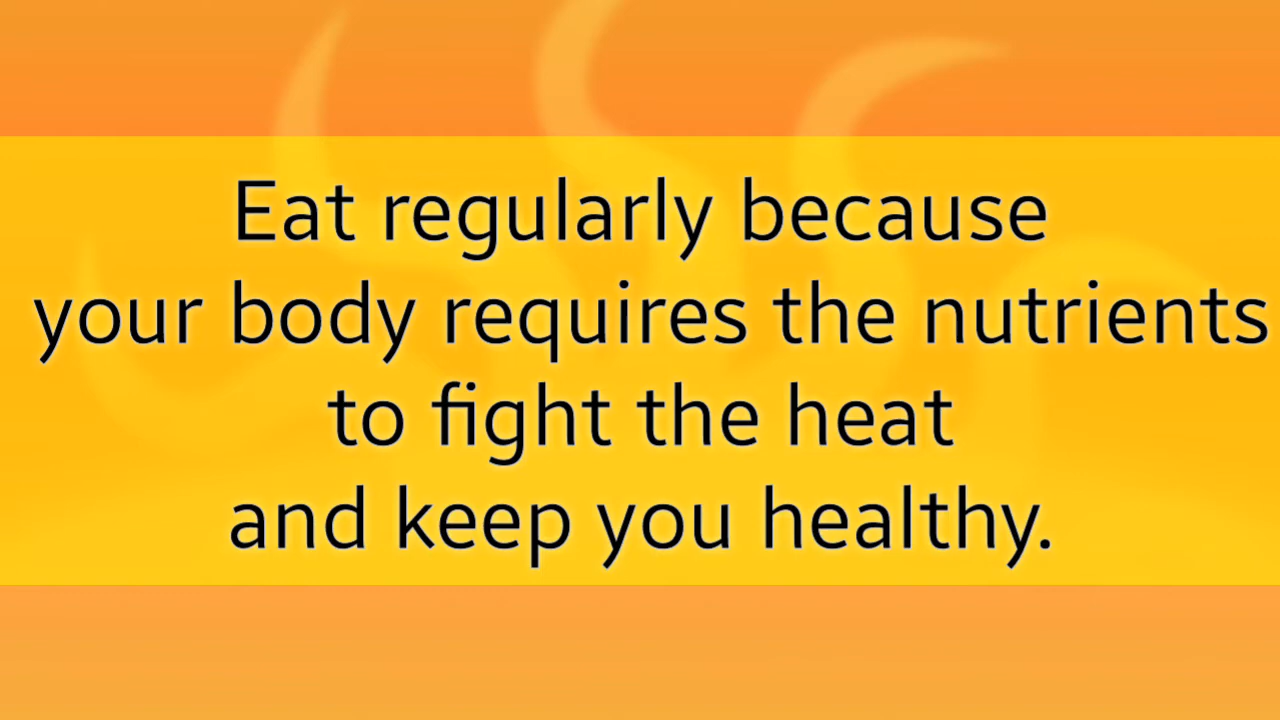 Eat regularly because
your body requires the nutrients
to fight the heat
and keep you healthy.